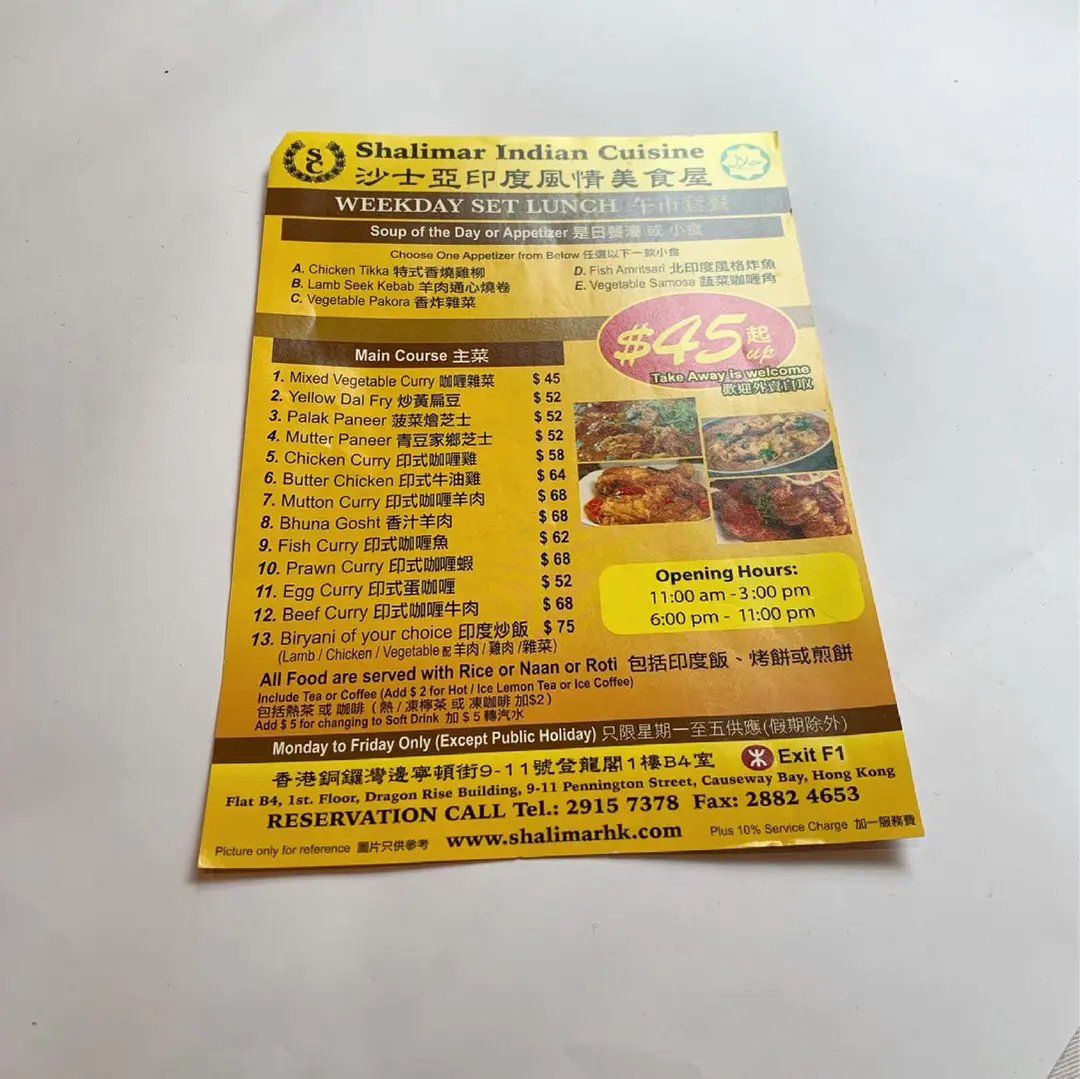 SC
Shalimar Indian Cuisine
沙士亞印度風情美食屋
حلال
WEEKDAY SET LUNCH 午市套餐
Soup of the Day or Appetizer 是日餐湯 或 小食
Choose One Appetizer from Below 任選以下一款小食
A. Chicken Tikka 特式香燒雞柳
B. Lamb Seek Kebab 羊肉通心燒卷
C. Vegetable Pakora 香炸雜菜
D. Fish Amritsari 北印度風格炸魚
E. Vegetable Samosa 蔬菜咖喱角
$45起
up
Take Away is welcome
歡迎外賣自取
Main Course 主菜
1. Mixed Vegetable Curry 咖喱雜菜 $ 45
2. Yellow Dal Fry 炒黃扁豆 $ 52
3. Palak Paneer 菠菜燴芝士 $ 52
4. Mutter Paneer 青豆家鄉芝士 $ 52
5. Chicken Curry 印式咖喱雞 $ 58
6. Butter Chicken 印式牛油雞 $ 64
7. Mutton Curry 印式咖喱羊肉 $ 68
8. Bhuna Gosht 香汁羊肉 $ 68
9. Fish Curry 印式咖喱魚 $ 62
10. Prawn Curry 印式咖喱蝦 $ 68
11. Egg Curry 印式蛋咖喱 $ 52
12. Beef Curry 印式咖喱牛肉 $ 68
13. Biryani of your choice 印度炒飯 $ 75
(Lamb / Chicken / Vegetable 配 羊肉 / 雞肉 /雜菜)
Opening Hours:
11:00 am -3:00 pm
6:00 pm - 11:00 pm
All Food are served with Rice or Naan or Roti 包括印度飯、烤餅或煎餅
Include Tea or Coffee (Add $ 2 for Hot / Ice Lemon Tea or Ice Coffee)
包括熱茶 或 咖啡 ( 熱 / 凍檸茶 或 凍咖啡 加$2 )
Add $ 5 for changing to Soft Drink 加 $ 5 轉汽水
Monday to Friday Only (Except Public Holiday) 只限星期一至五供應(假期除外)
香港銅鑼灣邊寧頓街9-11號登龍閣1樓B4室 Exit F1
Flat B4, 1st. Floor, Dragon Rise Building, 9-11 Pennington Street, Causeway Bay, Hong Kong
RESERVATION CALL Tel.: 2915 7378 Fax: 2882 4653
Picture only for reference 圖片只供參考 www.shalimarhk.com Plus 10% Service Charge 加一服務費